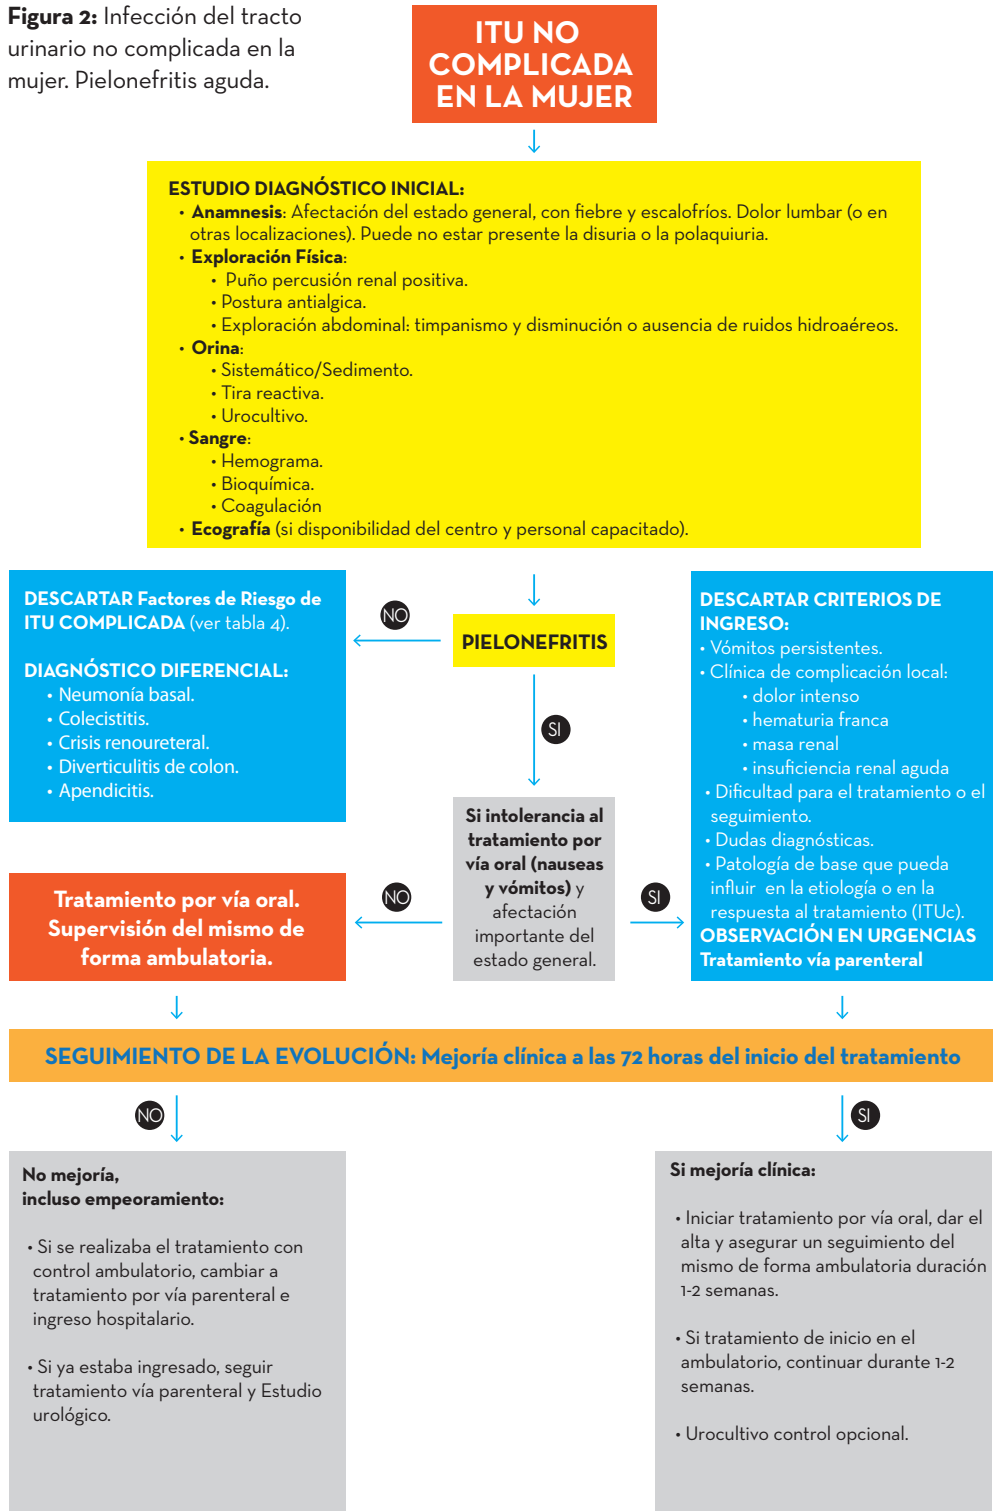 Figura 2: Infección del tracto
urinario no complicada en la
mujer. Pielonefritis aguda.
ITU NO
COMPLICADA
EN LA MUJER
ESTUDIO DIAGNÓSTICO INICIAL:
• Anamnesis: Afectación del estado general, con fiebre y escalofríos. Dolor lumbar (o en
otras localizaciones). Puede no estar presente la disuria o la polaquiuria.
• Exploración Física:
• Puño percusión renal positiva.
• Postura antialgica.
• Exploración abdominal: timpanismo y disminución o ausencia de ruidos hidroaéreos.
• Orina:
• Sistemático/Sedimento.
• Tira reactiva.
• Urocultivo.
• Sangre:
• Hemograma.
• Bioquímica.
• Coagulación
• Ecografía (si disponibilidad del centro y personal capacitado).
DESCARTAR Factores de Riesgo de
ITU COMPLICADA (ver tabla 4).
DIAGNÓSTICO DIFERENCIAL:
• Neumonía basal.
• Colecistitis.
• Crisis renoureteral.
• Diverticulitis de colon.
• Apendicitis.
NO
PIELONEFRITIS
SI
DESCARTAR CRITERIOS DE
INGRESO:
• Vómitos persistentes.
• Clínica de complicación local:
• dolor intenso
• hematuria franca
• masa renal
• insuficiencia renal aguda
• Dificultad para el tratamiento o el
seguimiento.
• Dudas diagnósticas.
• Patología de base que pueda
influir en la etiología o en la
respuesta al tratamiento (ITUc).
OBSERVACIÓN EN URGENCIAS
Tratamiento vía parenteral
Si intolerancia al
tratamiento por
vía oral (nauseas
y vómitos) y
afectación
importante del
estado general.
NO
SI
Tratamiento por vía oral.
Supervisión del mismo de
forma ambulatoria.
SEGUIMIENTO DE LA EVOLUCIÓN: Mejoría clínica a las 72 horas del inicio del tratamiento
NO
SI
No mejoría,
incluso empeoramiento:
• Si se realizaba el tratamiento con
control ambulatorio, cambiar a
tratamiento por vía parenteral e
ingreso hospitalario.
• Si ya estaba ingresado, seguir
tratamiento vía parenteral y Estudio
urológico.
Si mejoría clínica:
• Iniciar tratamiento por vía oral, dar el
alta y asegurar un seguimiento del
mismo de forma ambulatoria duración
1-2 semanas.
• Si tratamiento de inicio en el
ambulatorio, continuar durante 1-2
semanas.
• Urocultivo control opcional.